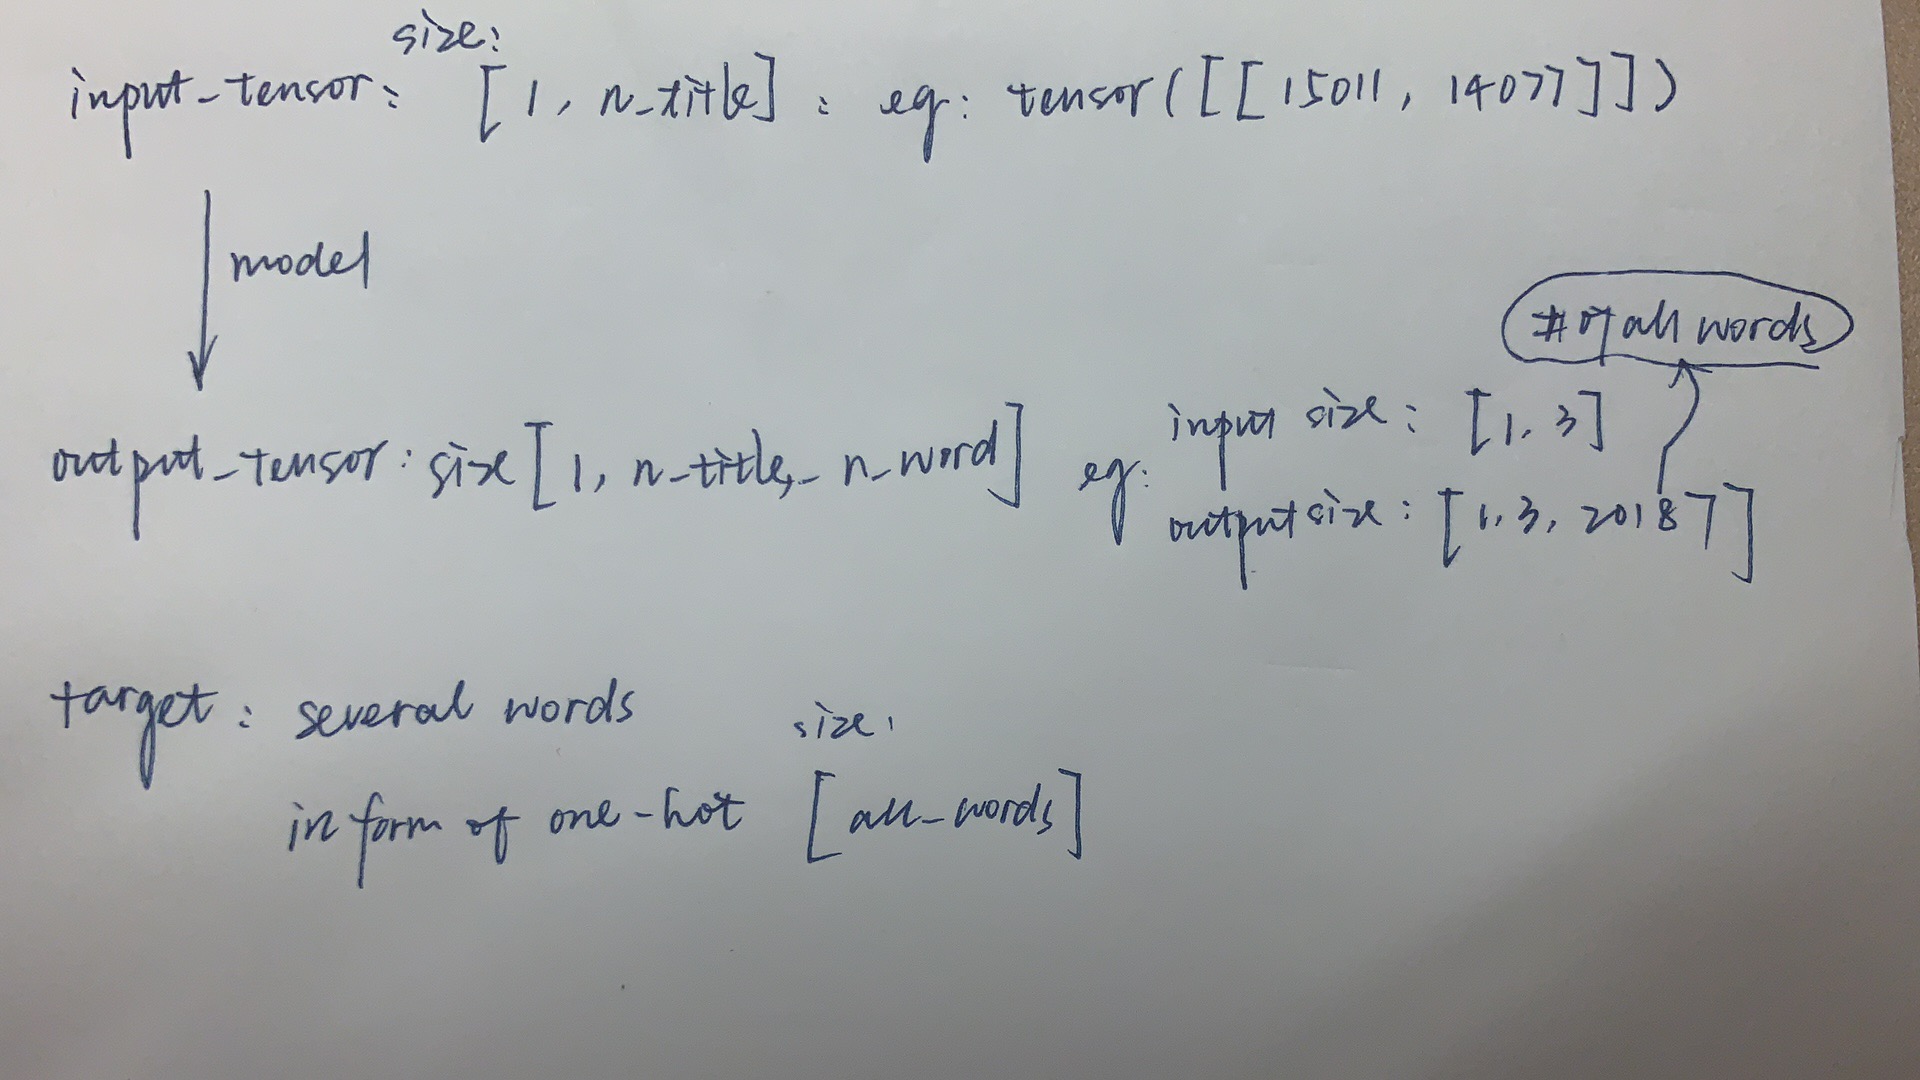 size:
input_tensor: [1, n_title] : eg: tensor([[15011, 14077]])
model
# of all words
input size: [1, 3]
output_tensor: size [1, n_title, n_word] eg:
output size: [1, 3, 20187]
target: several words size:
in form of one-hot [all_words]